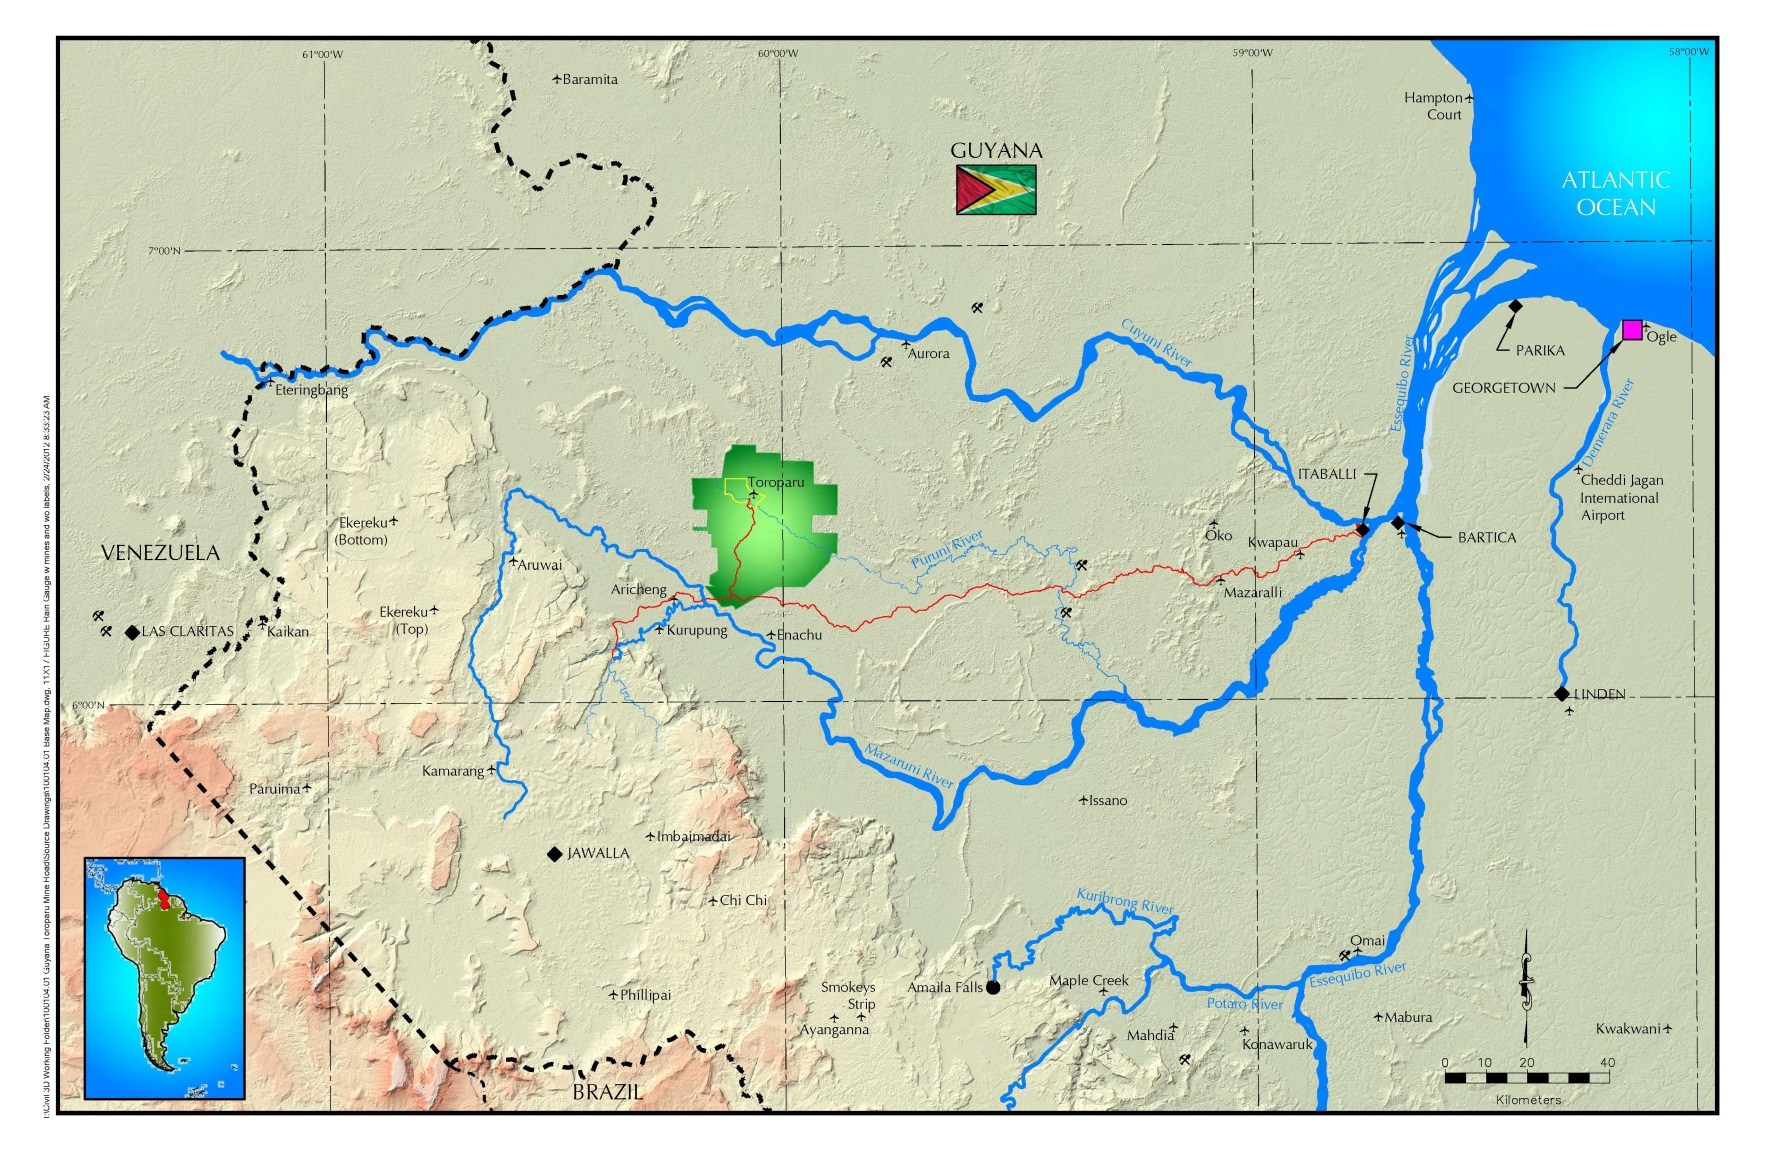 61°00'W
60°00'W
59°00'W
58°00'W
Baramita
Hampton
Court
GUYANA
ATLANTIC
OCEAN
7°00'N
Cuyuni River
Aurora
Essequibo River
PARIKA
Ogle
GEORGETOWN
Demerara River
Eteringbang
Toroparu
ITABALLI
Cheddi Jagan
International
Airport
Ekereku
(Bottom)
VENEZUELA
Aruwai
Puruni River
Oko
Kwapau
BARTICA
Aricheng
Mazaralli
Ekereku
(Top)
LAS CLARITAS
Kaikan
Kurupung
Enachu
6°00'N
LINDEN
Mazaruni River
Kamarang
Paruima
Issano
Imbaimadai
JAWALLA
Chi Chi
Kuribrong River
Omai
Essequibo River
Amaila Falls
Maple Creek
Potaro River
Phillipai
Smokeys
Strip
Ayanganna
Mahdia
Konawaruk
Mabura
Kwakwani
BRAZIL
0 10 20 40
Kilometers